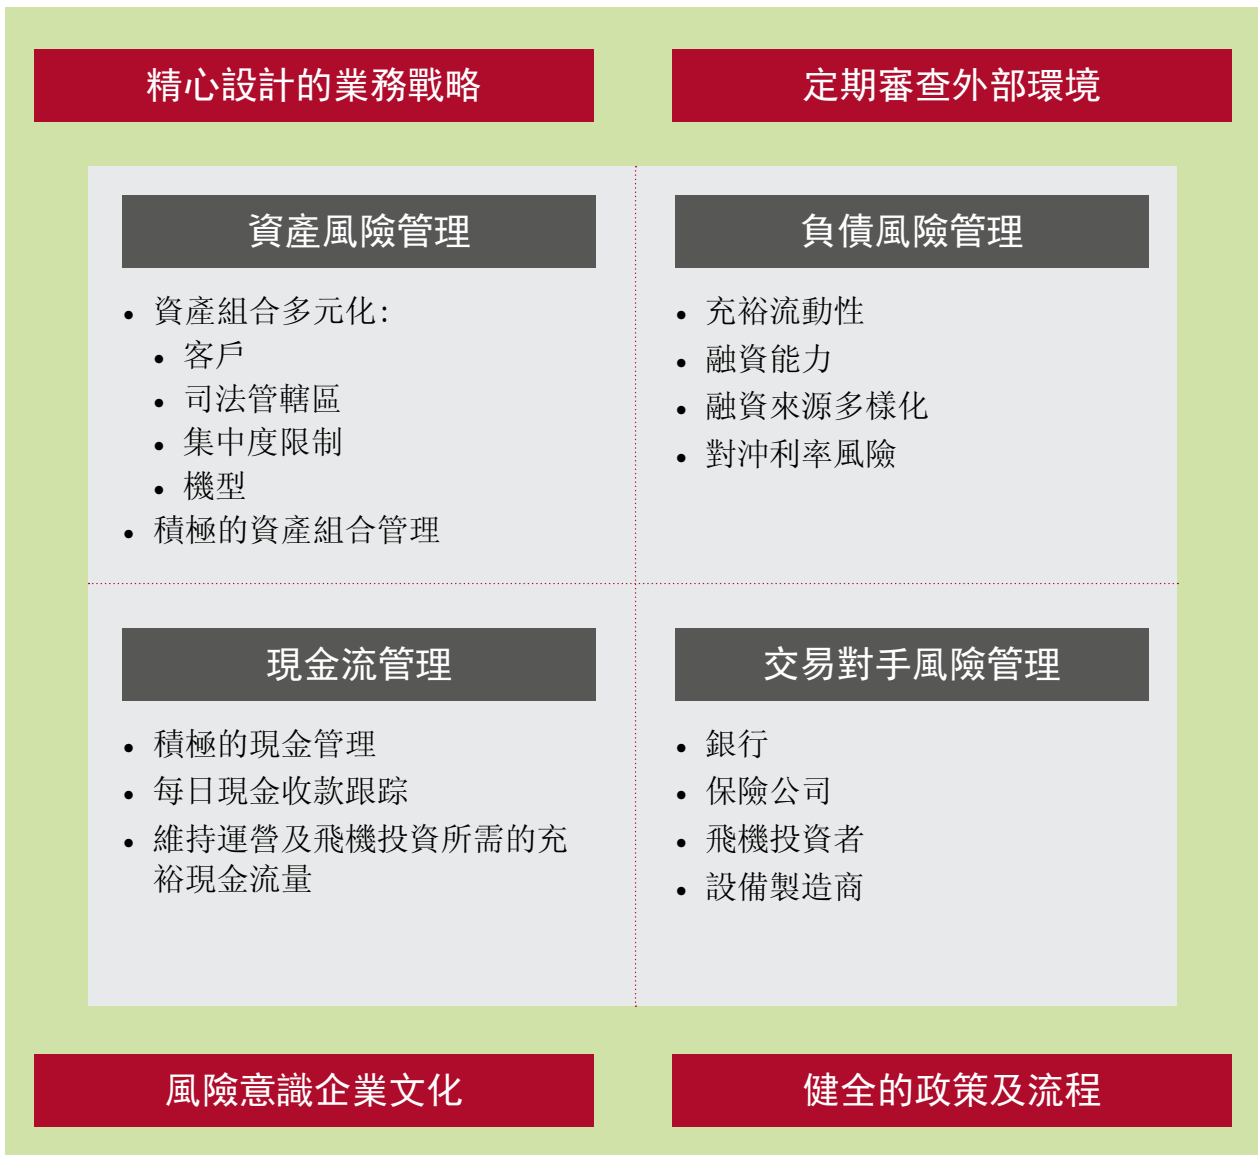 精心設計的業務戰略
定期審查外部環境
資產風險管理
• 資產組合多元化：
• 客戶
• 司法管轄區
• 集中度限制
• 機型
• 積極的資產組合管理
負債風險管理
• 充裕流動性
• 融資能力
• 融資來源多樣化
• 對沖利率風險
現金流管理
• 積極的現金管理
• 每日現金收款跟踪
• 維持運營及飛機投資所需的充
裕現金流量
交易對手風險管理
• 銀行
• 保險公司
• 飛機投資者
• 設備製造商
風險意識企業文化
健全的政策及流程